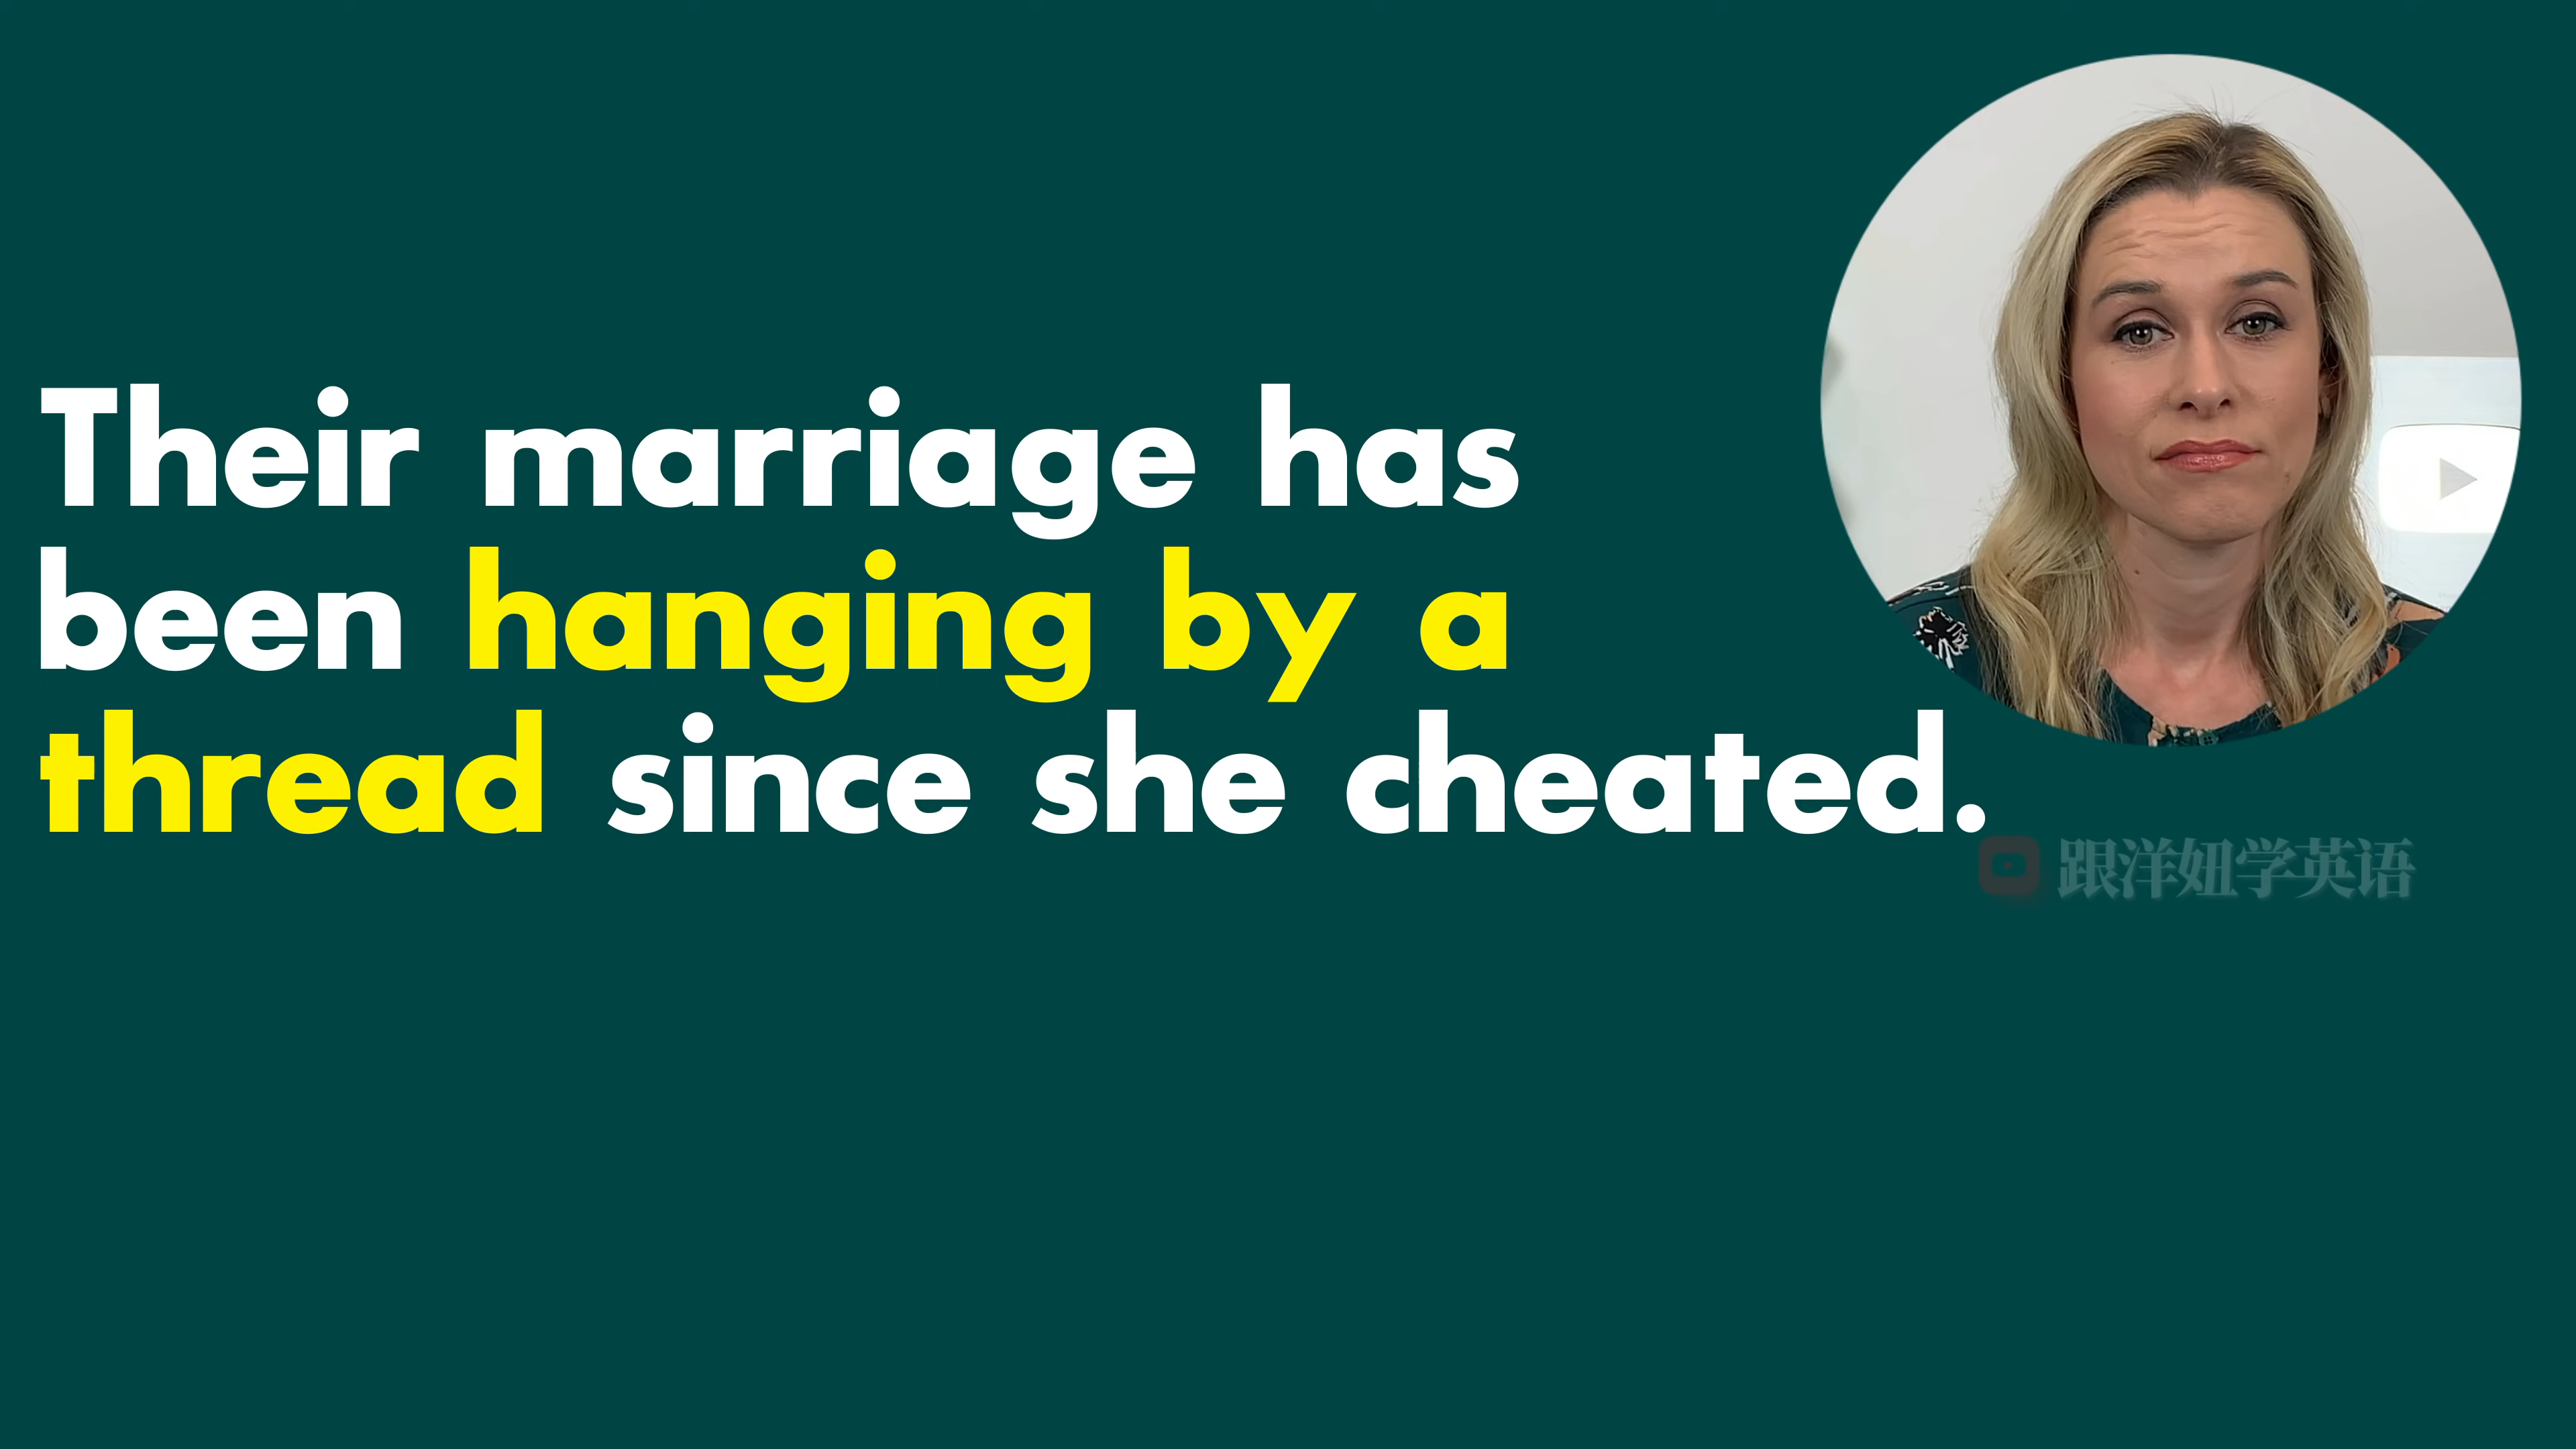 Their marriage has
been hanging by a
thread since she cheated.
跟洋妞学英语